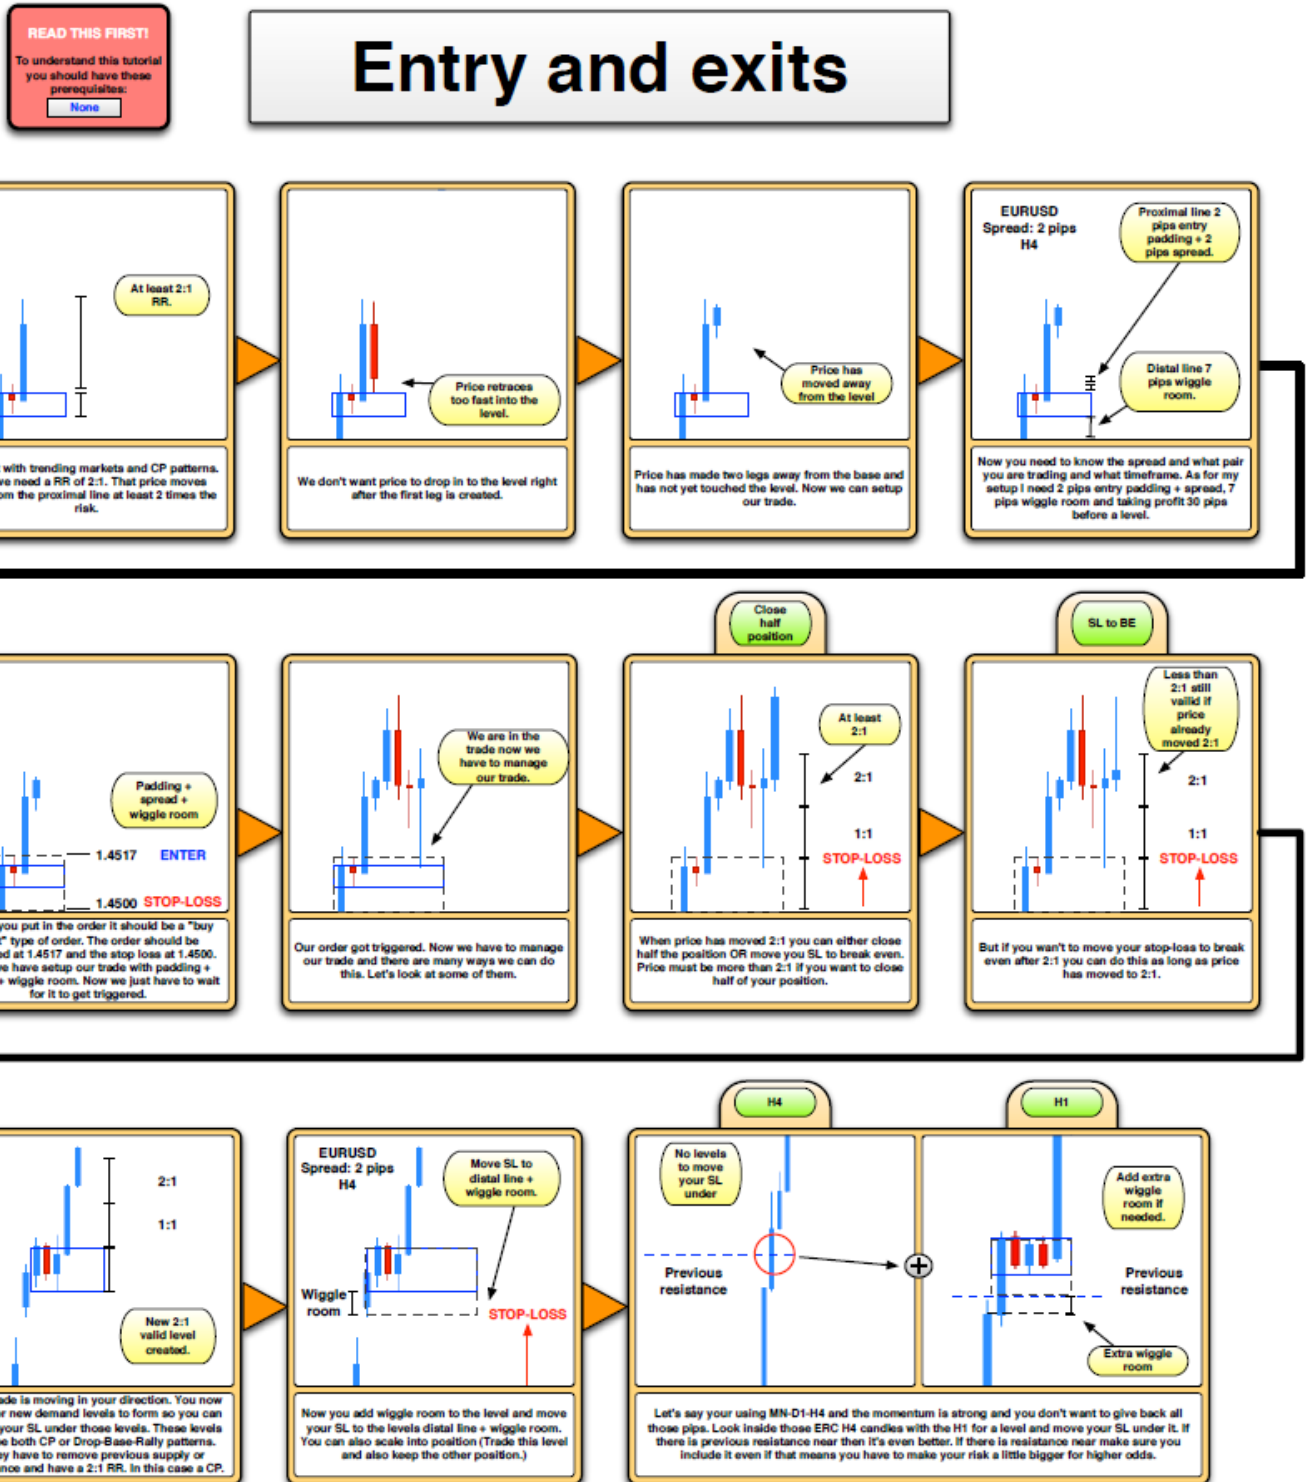 READ THIS FIRST!
To understand this tutorial
you should have these
prerequisites:
None
Entry and exits
At least 2:1
RR.
with trending markets and CP patterns.
we need a RR of 2:1. That price moves
om the proximal line at least 2 times the
risk.
Price retraces
too fast into the
level.
We don't want price to drop in to the level right
after the first leg is created.
Price has
moved away
from the level
Price has made two legs away from the base and
has not yet touched the level. Now we can setup
our trade.
EURUSD
Spread: 2 pips
H4
Proximal line 2
pips entry
padding + 2
pips spread.
Distal line 7
pips wiggle
room.
Now you need to know the spread and what pair
you are trading and what timeframe. As for my
setup I need 2 pips entry padding + spread, 7
pips wiggle room and taking profit 30 pips
before a level.
Padding +
spread +
wiggle room
1.4517 ENTER
1.4500 STOP-LOSS
you put in the order it should be a "buy
" type of order. The order should be
ed at 1.4517 and the stop loss at 1.4500.
ve have setup our trade with padding +
+ wiggle room. Now we just have to wait
for it to get triggered.
We are in the
trade now we
have to manage
our trade.
Our order got triggered. Now we have to manage
our trade and there are many ways we can do
this. Let's look at some of them.
Close
half
position
At least
2:1
2:1
1:1
STOP-LOSS
When price has moved 2:1 you can either close
half the position OR move you SL to break even.
Price must be more than 2:1 if you want to close
half of your position.
SL to BE
Less than
2:1 still
vailid if
price
already
moved 2:1
2:1
1:1
STOP-LOSS
But if you wan't to move your stop-loss to break
even after 2:1 you can do this as long as price
has moved to 2:1.
2:1
1:1
New 2:1
valid level
created.
ade is moving in your direction. You now
r new demand levels to form so you can
your SL under those levels. These levels
e both CP or Drop-Base-Rally patterns.
ey have to remove previous supply or
nce and have a 2:1 RR. In this case a CP.
EURUSD
Spread: 2 pips
H4
Move SL to
distal line +
wiggle room.
Wiggle
room
STOP-LOSS
Now you add wiggle room to the level and move
your SL to the levels distal line + wiggle room.
You can also scale into position (Trade this level
and also keep the other position.)
H4
No levels
to move
your SL
under
Previous
resistance
H1
Add extra
wiggle
room if
needed.
Previous
resistance
Extra wiggle
room
Let's say your using MN-D1-H4 and the momentum is strong and you don't want to give back all
those pips. Look inside those ERC H4 candles with the H1 for a level and move your SL under it. If
there is previous resistance near then it's even better. If there is resistance near make sure you
include it even if that means you have to make your risk a little bigger for higher odds.